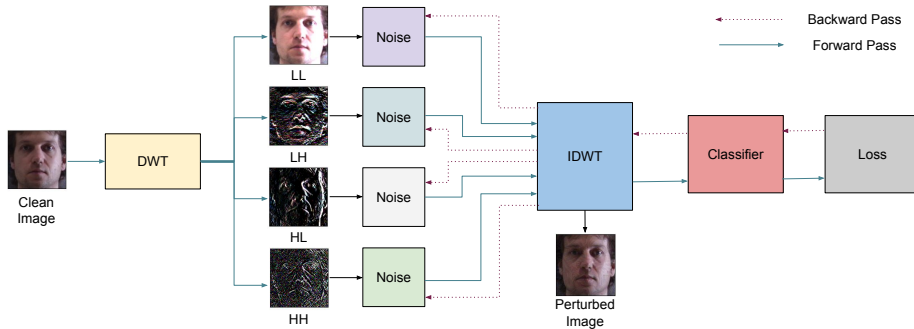 Backward Pass
Forward Pass
Noise
LL
Noise
LH
DWT
IDWT
Classifier
Loss
Clean
Image
Noise
HL
Noise
HH
Perturbed
Image